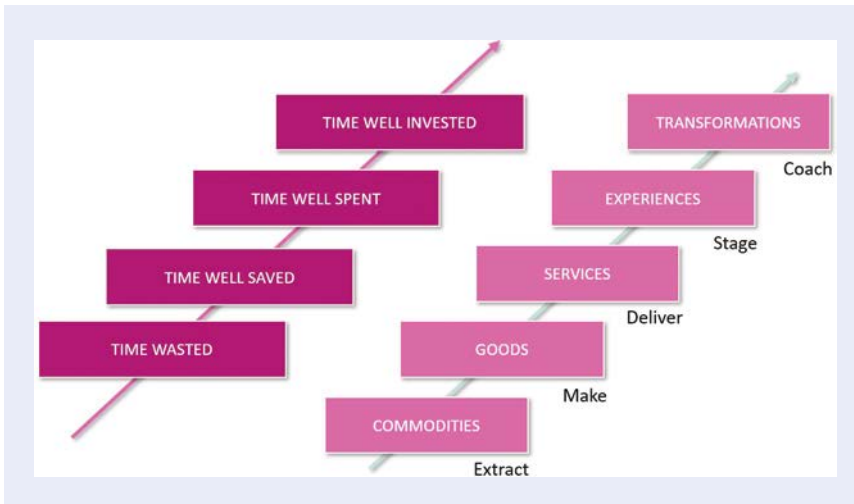 TIME WELL INVESTED
TIME WELL SPENT
TIME WELL SAVED
TIME WASTED
TRANSFORMATIONS
Coach
EXPERIENCES
Stage
SERVICES
Deliver
GOODS
Make
COMMODITIES
Extract